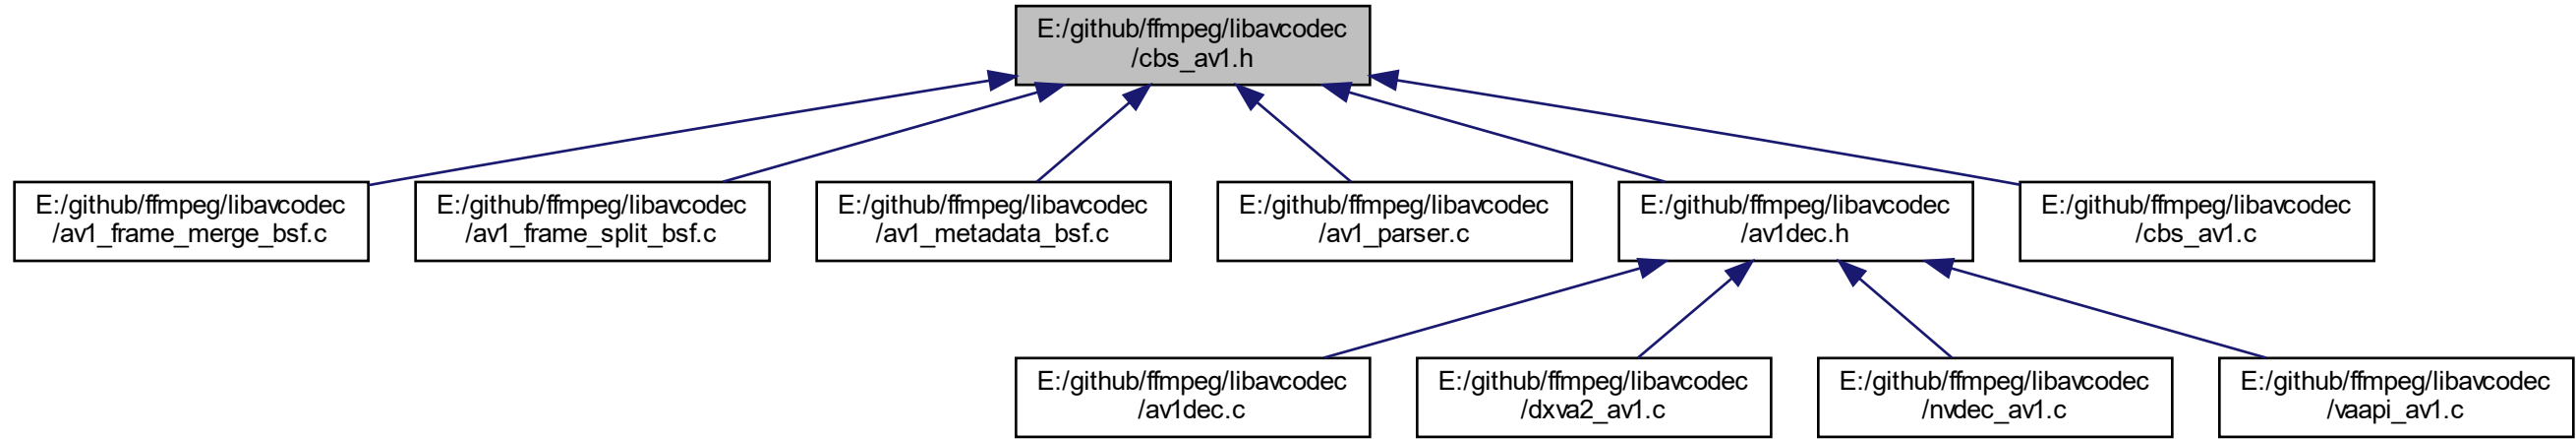 E:/github/ffmpeg/libavcodec
/cbs_av1.h
E:/github/ffmpeg/libavcodec
/av1_frame_merge_bsf.c
E:/github/ffmpeg/libavcodec
/av1_frame_split_bsf.c
E:/github/ffmpeg/libavcodec
/av1_metadata_bsf.c
E:/github/ffmpeg/libavcodec
/av1_parser.c
E:/github/ffmpeg/libavcodec
/av1dec.h
E:/github/ffmpeg/libavcodec
/cbs_av1.c
E:/github/ffmpeg/libavcodec
/av1dec.c
E:/github/ffmpeg/libavcodec
/dxva2_av1.c
E:/github/ffmpeg/libavcodec
/nvdec_av1.c
E:/github/ffmpeg/libavcodec
/vaapi_av1.c